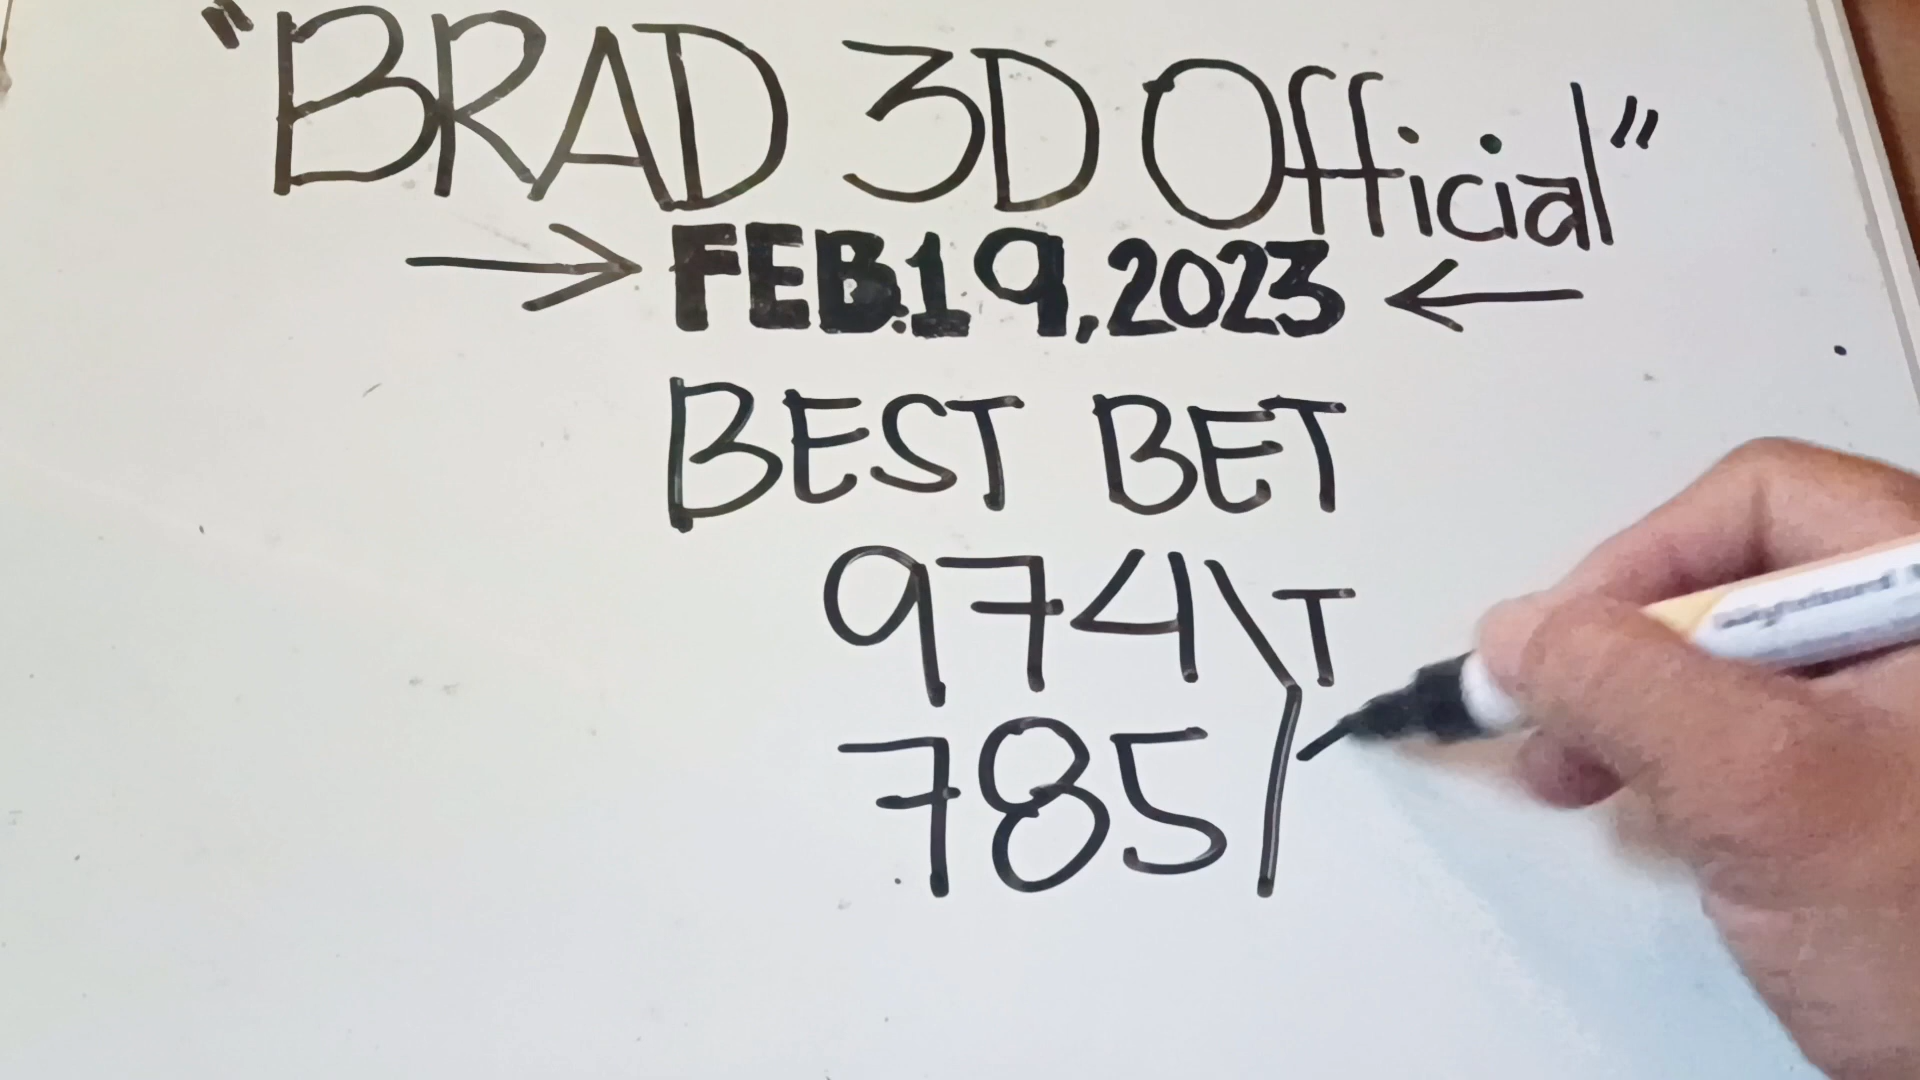 "BRAD 3D Official"
→ FEB.19,2023 ←
BEST BET
974 T
785